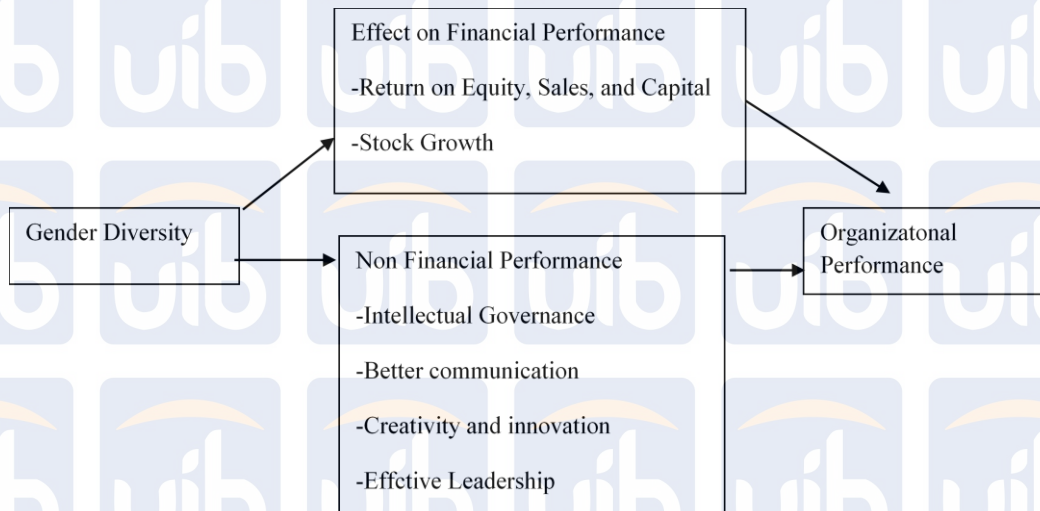 Effect on Financial Performance
-Return on Equity, Sales, and Capital
-Stock Growth
Gender Diversity
Non Financial Performance
-Intellectual Governance
-Better communication
-Creativity and innovation
-Effctive Leadership
Organizatonal
Performance
uib